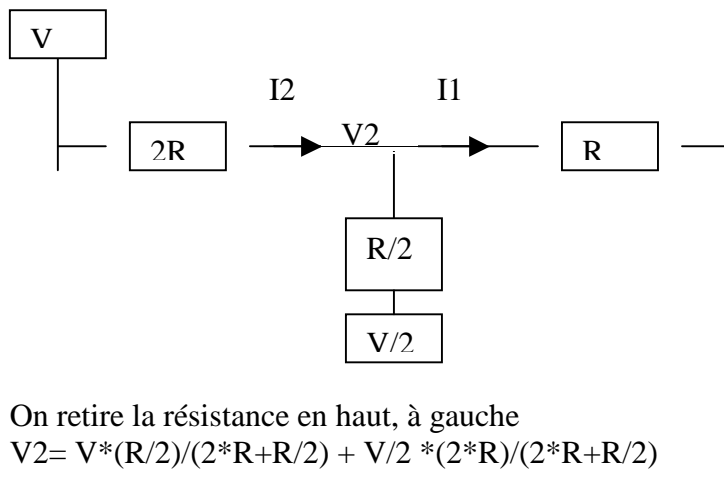 V
I2 I1
2R V2 R
R/2
V/2
On retire la résistance en haut, à gauche
V2= V*(R/2)/(2*R+R/2) + V/2 *(2*R)/(2*R+R/2)